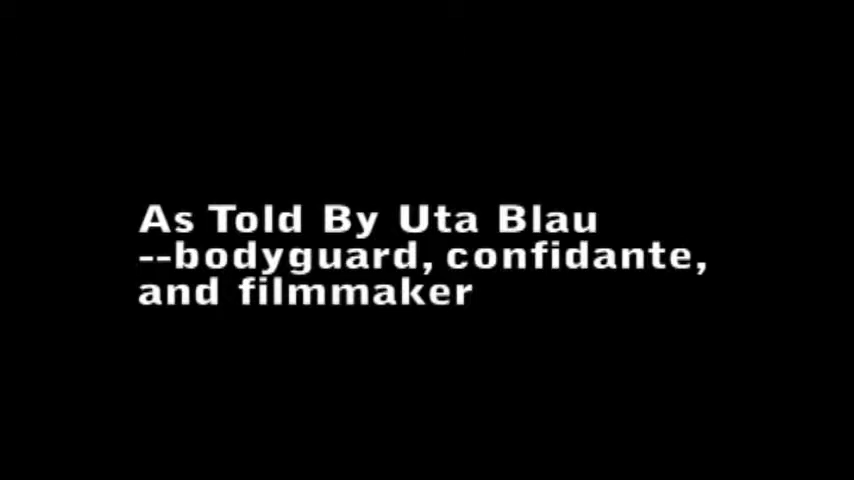 As Told By Uta Blau
--bodyguard, confidante,
and filmmaker